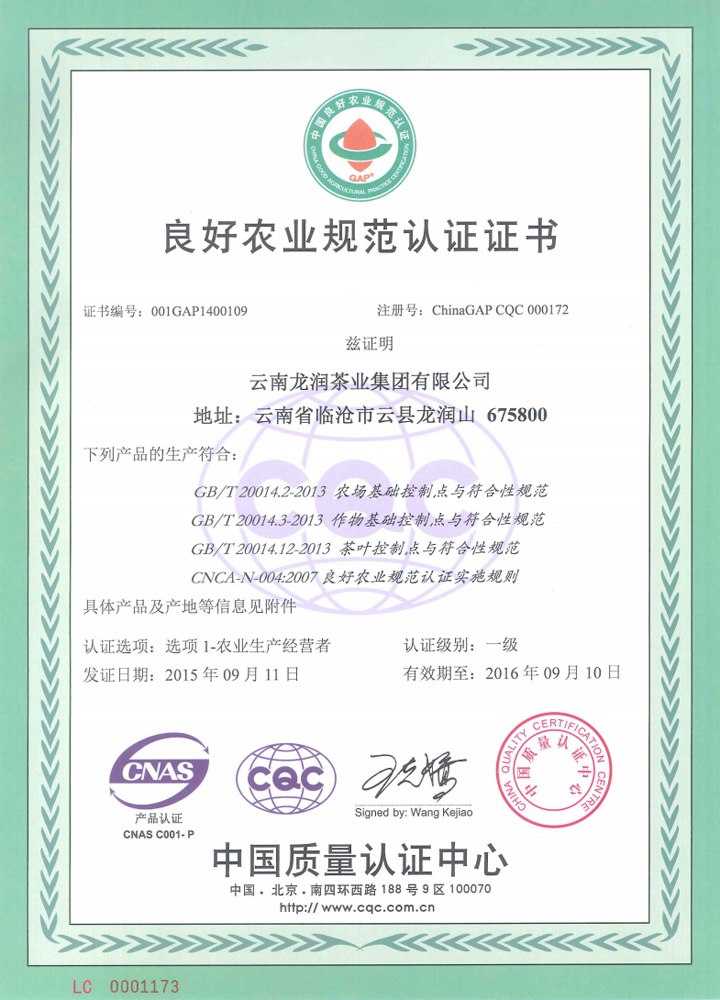 中国良好农业规范认证
GAP+
CHINA GOOD AGRICULTURAL PRACTICE CERTIFICATION
良好农业规范认证证书
证书编号：001GAP1400109 注册号：ChinaGAP CQC 000172
兹证明
云南龙润茶业集团有限公司
地址：云南省临沧市云县龙润山 675800
下列产品的生产符合：
CQC
GB/T 20014.2-2013 农场基础控制点与符合性规范
GB/T 20014.3-2013 作物基础控制点与符合性规范
GB/T 20014.12-2013 茶叶控制点与符合性规范
CNCA-N-004:2007 良好农业规范认证实施规则
具体产品及产地等信息见附件
认证选项：选项 1-农业生产经营者 认证级别：一级
发证日期：2015 年 09 月 11 日 有效期至：2016 年 09 月 10 日
CNAS
产品认证
CNAS C001- P
CQC
Signed by: Wang Kejiao
CHINA QUALITY CERTIFICATION CENTRE
中国质量认证中心
中国质量认证中心
中国．北京．南四环西路 188 号 9 区 100070
http:// www.cqc.com.cn
LC 0001173